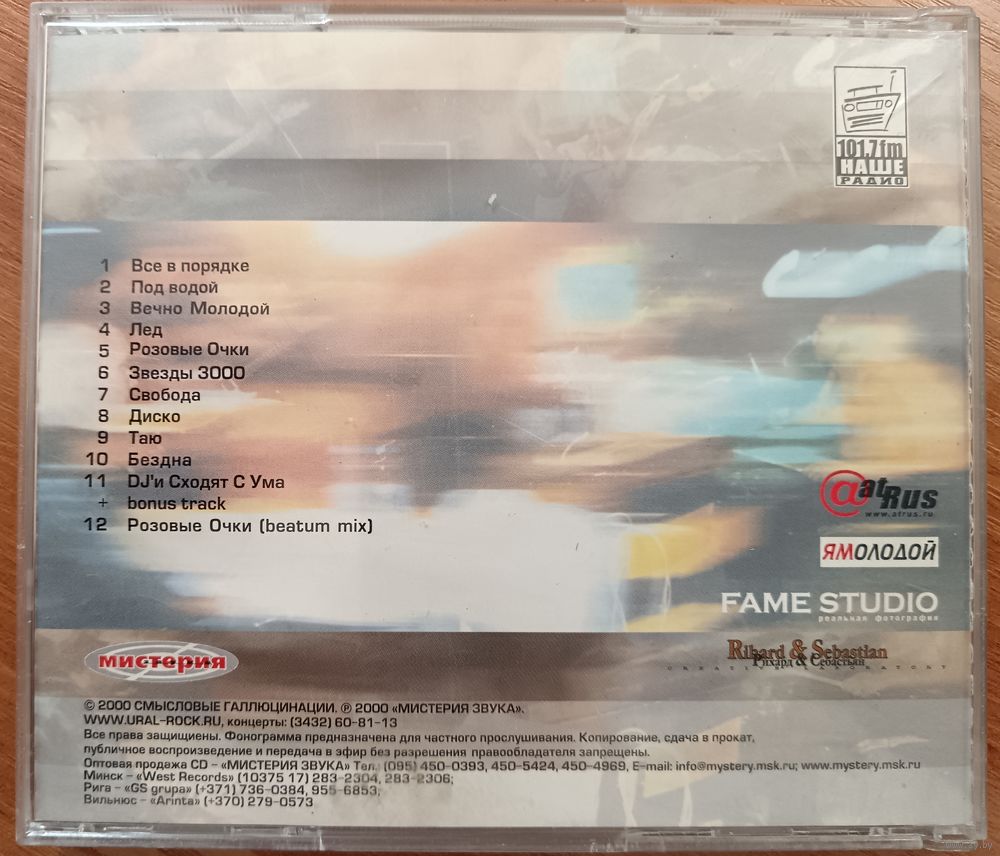 101,7 fm
НАШЕ
РАДИО
1 Все в порядке
2 Под водой
3 Вечно Молодой
4 Лед
5 Розовые Очки
6 Звезды 3000
7 Свобода
8 Диско
9 Таю
10 Бездна
11 DJ'и Сходят С Ума
+ bonus track
12 Розовые Очки (beatum mix)
@atRus
www.atrus.ru
ЯМОЛОДОЙ
FAME STUDIO
реальная фотография
мистерия
Rihard & Sebastian
Рихард & Себастьян
© 2000 СМЫСЛОВЫЕ ГАЛЛЮЦИНАЦИИ. ℗ 2000 «МИСТЕРИЯ ЗВУКА».
WWW.URAL-ROCK.RU, концерты: (3432) 60-81-13
Все права защищены. Фонограмма предназначена для частного прослушивания. Копирование, сдача в прокат,
публичное воспроизведение и передача в эфир без разрешения правообладателя запрещены.
Оптовая продажа CD – «МИСТЕРИЯ ЗВУКА» Тел.: (095) 450-0393, 450-5424, 450-4969, E-mail: info@mystery.msk.ru; www.mystery.msk.ru
Минск – «West Records» (10375 17) 283-2304, 283-2306;
Рига – «GS grupa» (+371) 736-0384, 955-6853;
Вильнюс – «Arinta» (+370) 279-0573